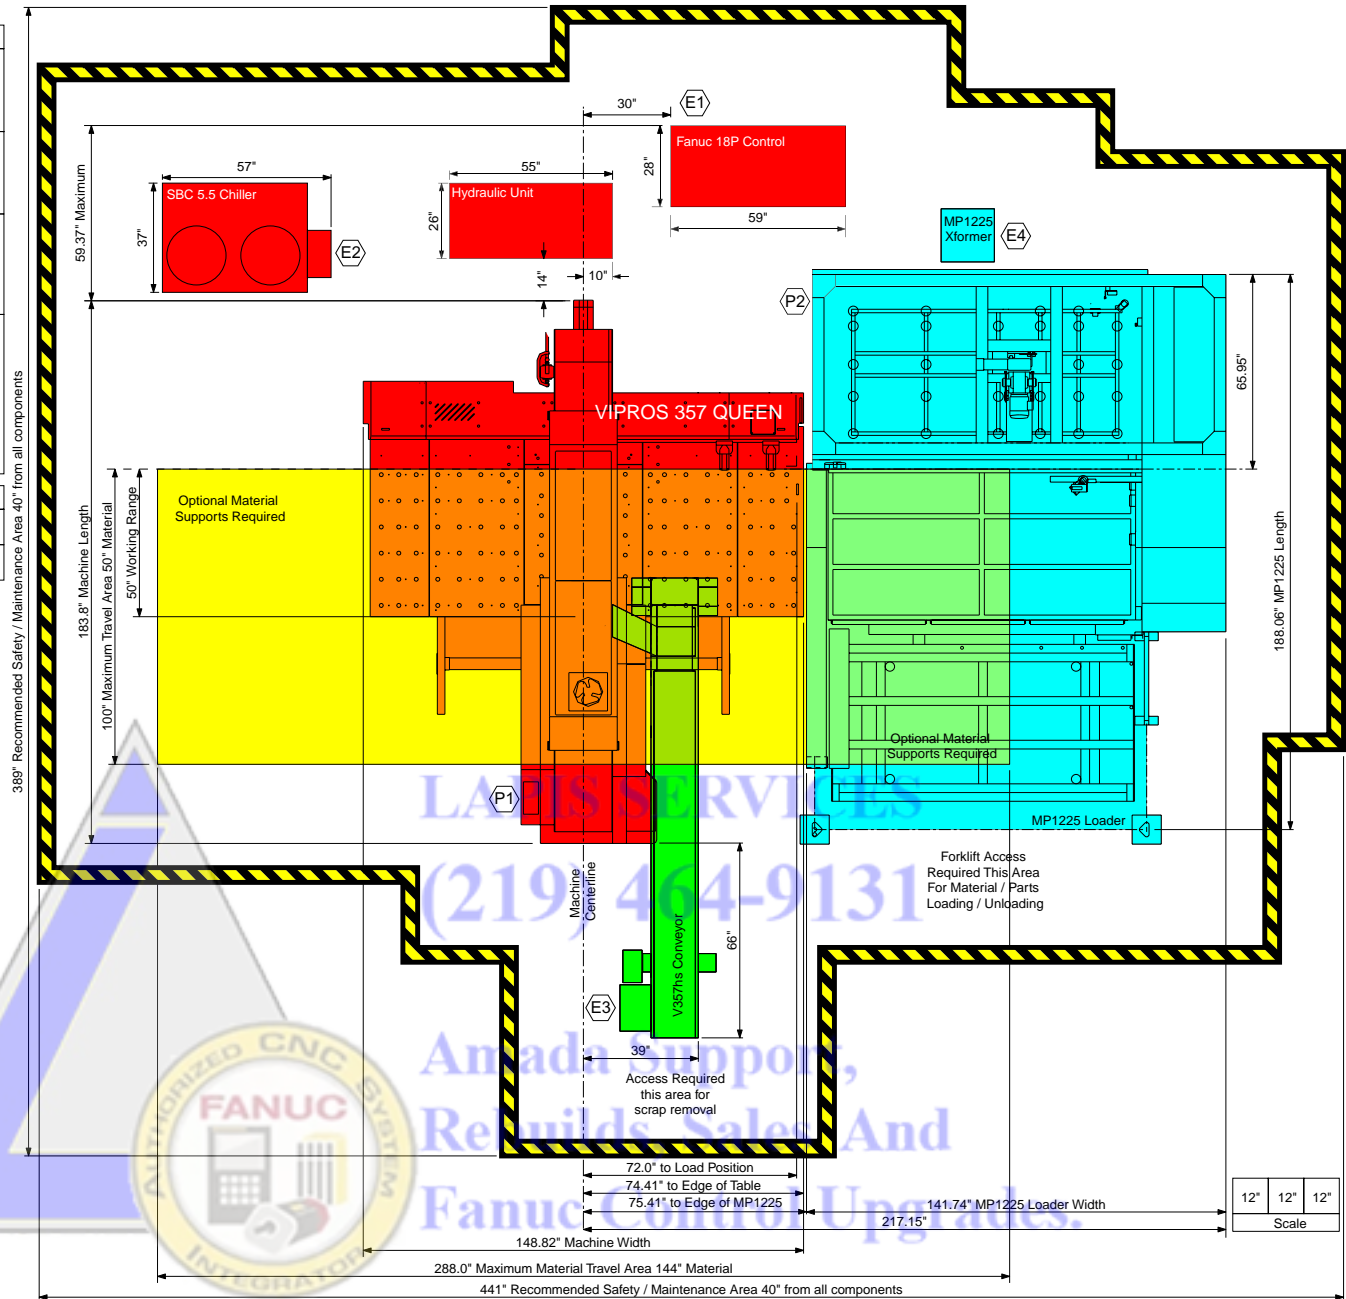 30"
E1
Fanuc 18P Control
28"
59"
57"
SBC 5.5 Chiller
37"
E2
59.37" Maximum
55"
Hydraulic Unit
26"
14"
10"
MP1225
Xformer
E4
P2
65.95"
VIPROS 357 QUEEN
Optional Material
Supports Required
389" Recommended Safety / Maintenance Area 40" from all components
183.8" Machine Length
100" Maximum Travel Area 50" Material
50" Working Range
188.06" MP1225 Length
Optional Material
Supports Required
P1
MP1225 Loader
LAPIS SERVICES
(219) 464-9131
Forklift Access
Required This Area
For Material / Parts
Loading / Unloading
Machine
Centerline
V357hs Conveyor
66"
E3
39"
Access Required
this area for
scrap removal
Amada Support,
Rebuilds, Sales, And
Fanuc Control Upgrades.
AUTHORIZED CNC SYSTEM
FANUC
INTEGRATOR
72.0" to Load Position
74.41" to Edge of Table
75.41" to Edge of MP1225
141.74" MP1225 Loader Width
217.15"
148.82" Machine Width
288.0" Maximum Material Travel Area 144" Material
441" Recommended Safety / Maintenance Area 40" from all components
12" 12" 12"
Scale